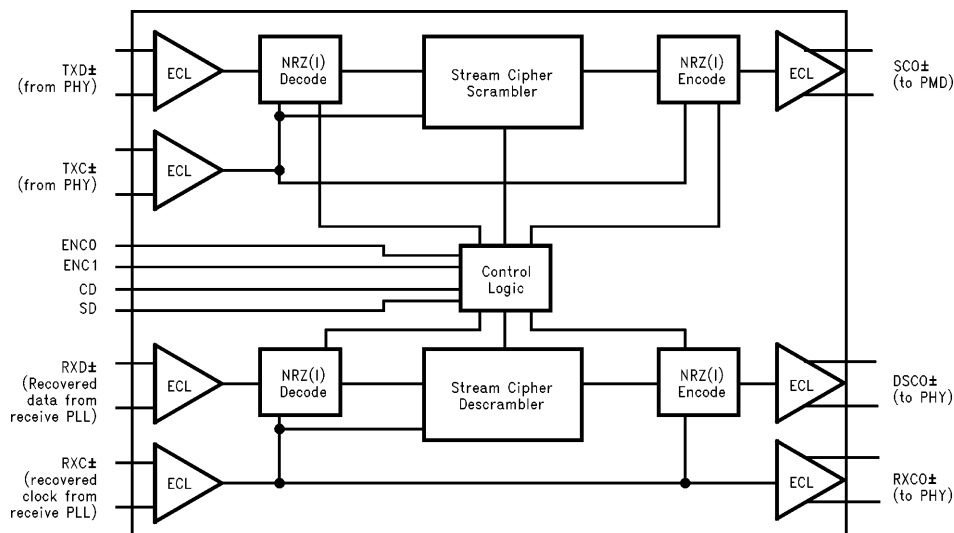 TXD±
(from PHY)
ECL
NRZ(I)
Decode
Stream Cipher
Scrambler
NRZ(I)
Encode
ECL
SCO±
(to PMD)
TXC±
(from PHY)
ECL
ENC0
ENC1
CD
SD
Control
Logic
RXD±
(Recovered
data from
receive PLL)
ECL
NRZ(I)
Decode
Stream Cipher
Descrambler
NRZ(I)
Encode
ECL
DSCO±
(to PHY)
RXC±
(recovered
clock from
receive PLL)
ECL
ECL
RXCO±
(to PHY)